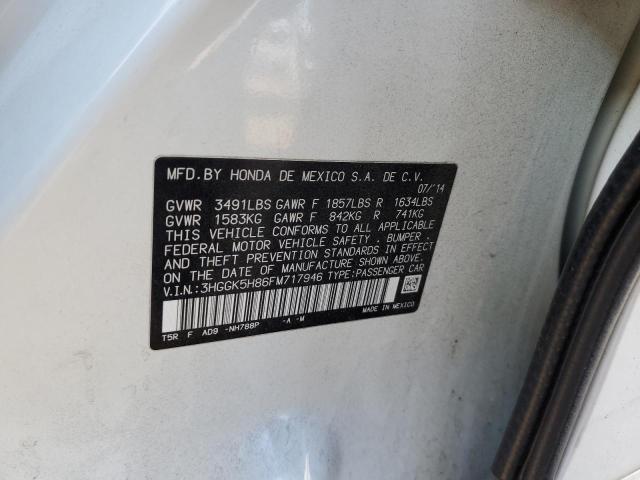 MFD. BY HONDA DE MEXICO S.A. DE C.V.
07/'14
GVWR 3491LBS GAWR F 1857LBS R 1634LBS
GVWR 1583KG GAWR F 842KG R 741KG
THIS VEHICLE CONFORMS TO ALL APPLICABLE
FEDERAL MOTOR VEHICLE SAFETY . BUMPER .
AND THEFT PREVENTION STANDARDS IN EFFECT
ON THE DATE OF MANUFACTURE SHOWN ABOVE.
V.I.N.:3HGGK5H86FM717946 TYPE:PASSENGER CAR
MADE IN MEXICO
T5R F AD9 -NH788P -A -M